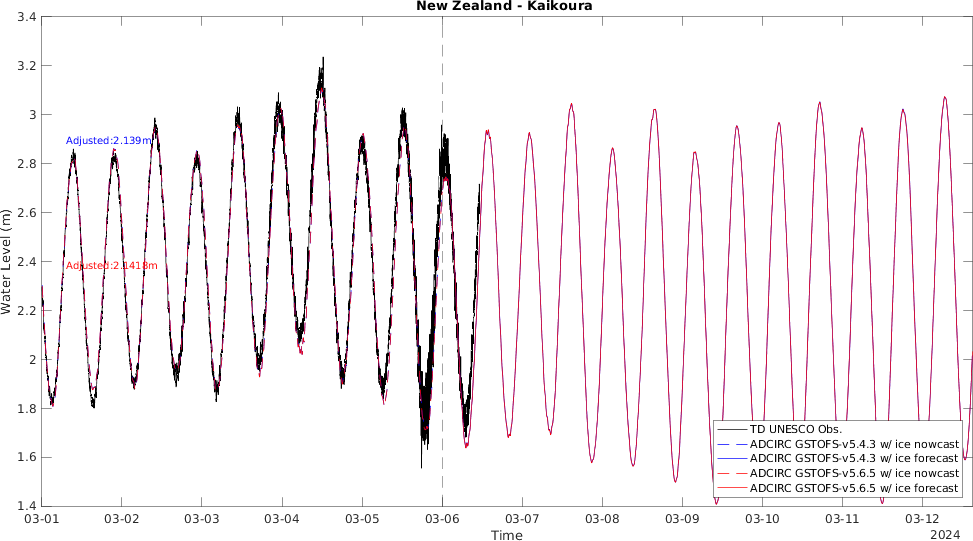 New Zealand - Kaikoura
3.4
3.2
3
2.8
2.6
2.4
2.2
2
1.8
1.6
1.4
Water Level (m)
Adjusted:2.139m
Adjusted:2.1418m
TD UNESCO Obs.
ADCIRC GSTOFS-v5.4.3 w/ ice nowcast
ADCIRC GSTOFS-v5.4.3 w/ ice forecast
ADCIRC GSTOFS-v5.6.5 w/ ice nowcast
ADCIRC GSTOFS-v5.6.5 w/ ice forecast
03-01 03-02 03-03 03-04 03-05 03-06 03-07 03-08 03-09 03-10 03-11 03-12
Time
2024